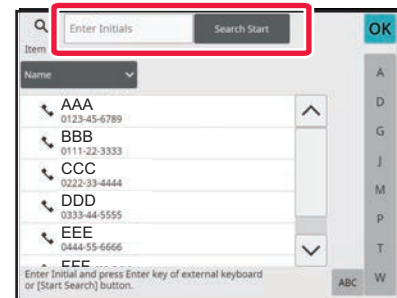 Enter Initials Search Start OK
Item
Name
A
AAA
0123-45-6789
D
BBB
0111-22-3333
G
CCC
0222-33-4444
J
M
DDD
0333-44-5555
P
EEE
0444-55-6666
T
Enter Initial and press Enter key of external keyboard
or [Start Search] button.
ABC W